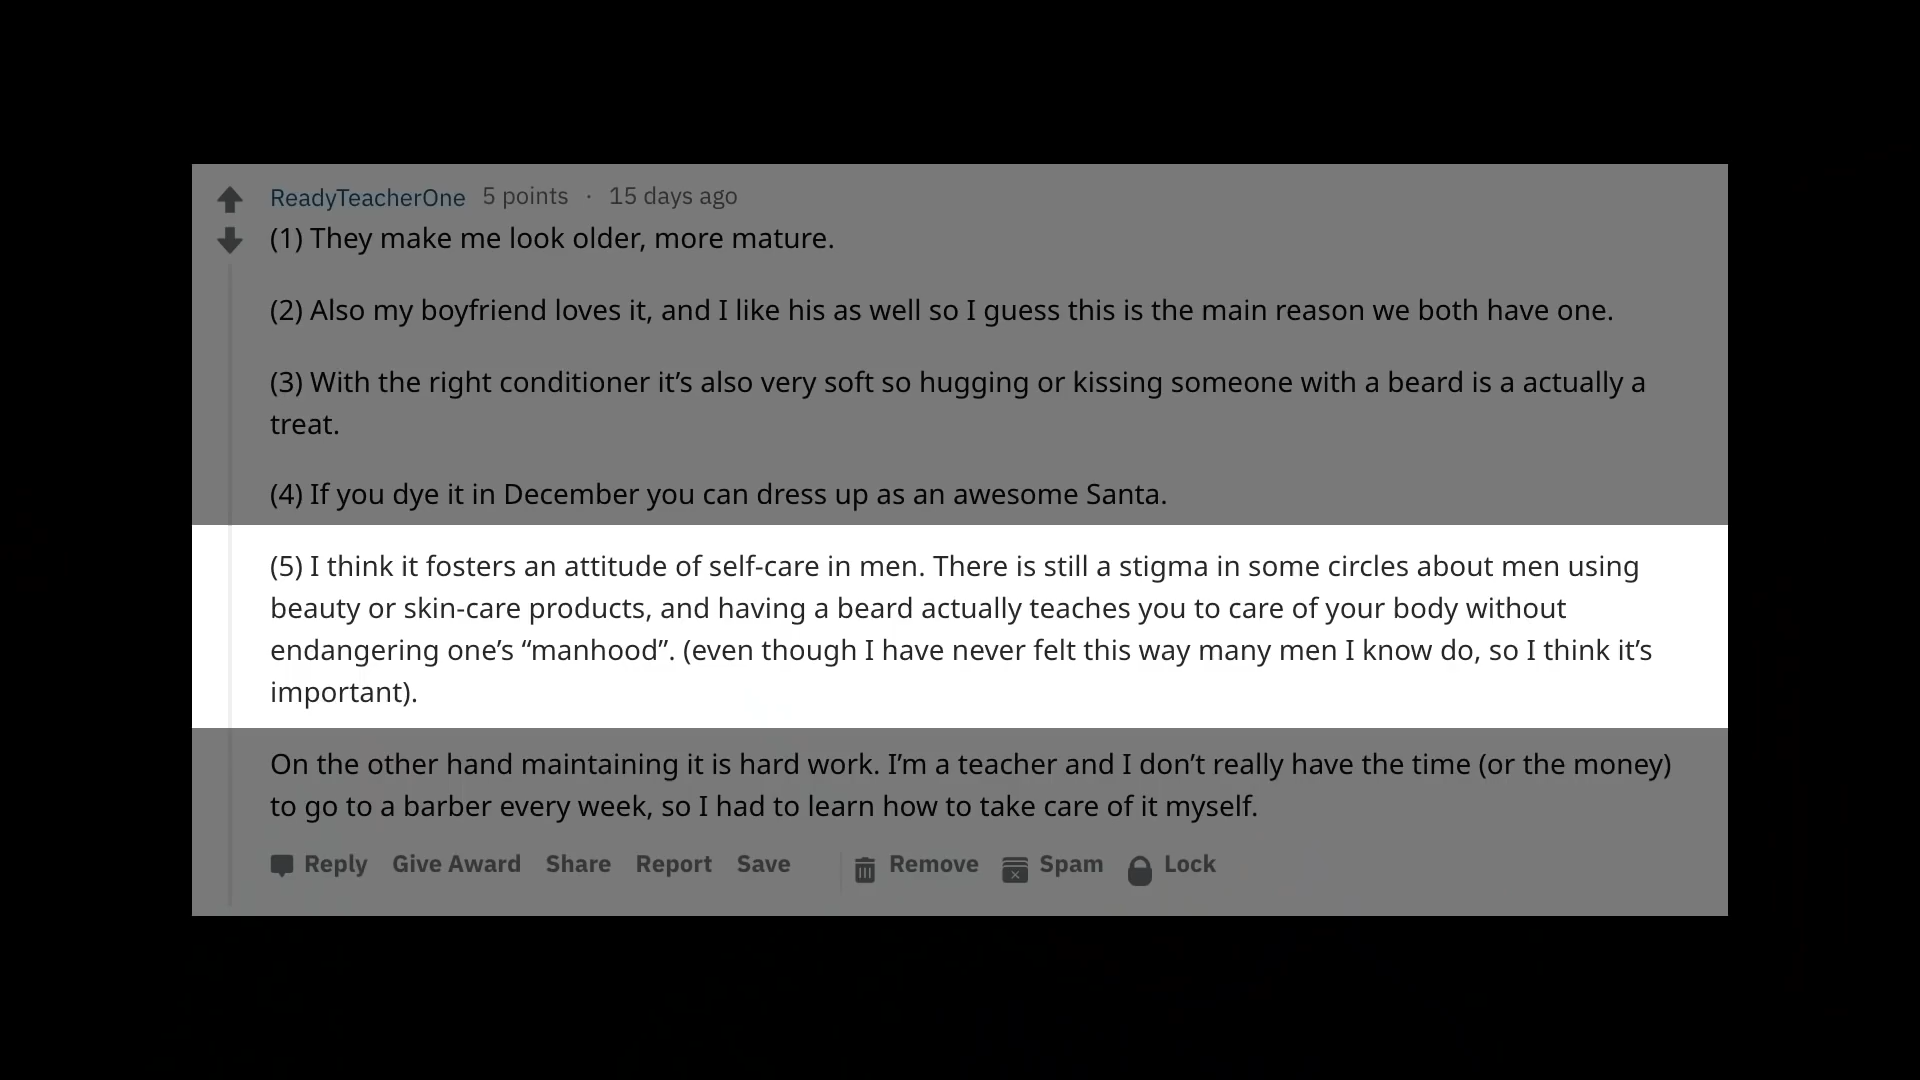 ReadyTeacherOne 5 points · 15 days ago
(1) They make me look older, more mature.
(2) Also my boyfriend loves it, and I like his as well so I guess this is the main reason we both have one.
(3) With the right conditioner it’s also very soft so hugging or kissing someone with a beard is a actually a
treat.
(4) If you dye it in December you can dress up as an awesome Santa.
(5) I think it fosters an attitude of self-care in men. There is still a stigma in some circles about men using
beauty or skin-care products, and having a beard actually teaches you to care of your body without
endangering one’s “manhood”. (even though I have never felt this way many men I know do, so I think it’s
important).
On the other hand maintaining it is hard work. I’m a teacher and I don’t really have the time (or the money)
to go to a barber every week, so I had to learn how to take care of it myself.
Reply Give Award Share Report Save Remove Spam Lock